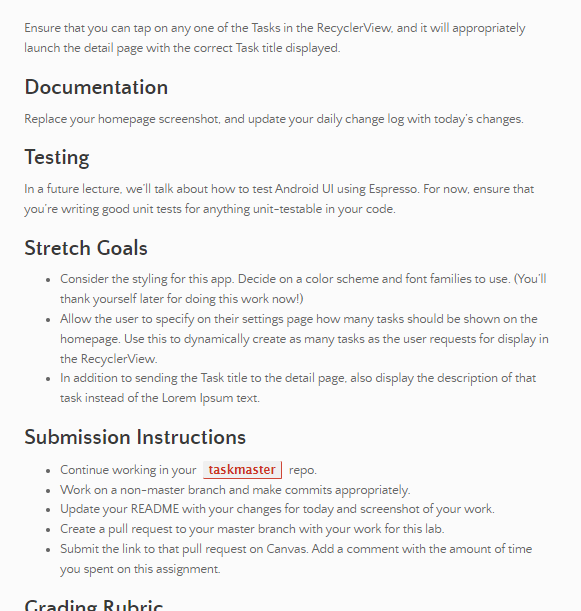 Ensure that you can tap on any one of the Tasks in the RecyclerView, and it will appropriately
launch the detail page with the correct Task title displayed.
Documentation
Replace your homepage screenshot, and update your daily change log with today's changes.
Testing
In a future lecture, we'll talk about how to test Android UI using Espresso. For now, ensure that
you're writing good unit tests for anything unit-testable in your code.
Stretch Goals
• Consider the styling for this app. Decide on a color scheme and font families to use. (You'll
thank yourself later for doing this work now!)
• Allow the user to specify on their settings page how many tasks should be shown on the
homepage. Use this to dynamically create as many tasks as the user requests for display in
the RecyclerView.
• In addition to sending the Task title to the detail page, also display the description of that
task instead of the Lorem Ipsum text.
Submission Instructions
• Continue working in your taskmaster repo.
• Work on a non-master branch and make commits appropriately.
• Update your README with your changes for today and screenshot of your work.
• Create a pull request to your master branch with your work for this lab.
• Submit the link to that pull request on Canvas. Add a comment with the amount of time
you spent on this assignment.
Grading Rubric